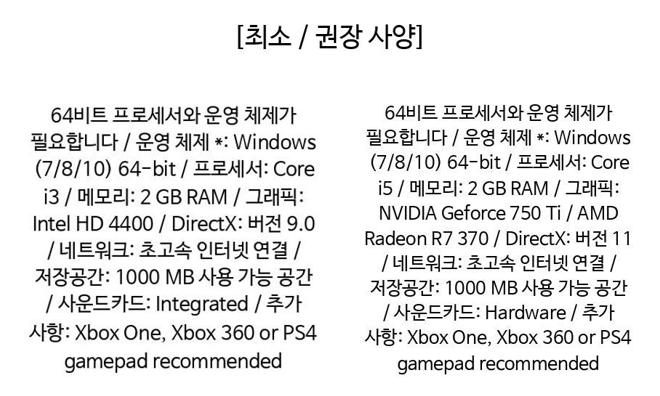 [최소 / 권장 사양]
64비트 프로세서와 운영 체제가
필요합니다 / 운영 체제 *: Windows
(7/8/10) 64-bit / 프로세서: Core
i3 / 메모리: 2 GB RAM / 그래픽:
Intel HD 4400 / DirectX: 버전 9.0
/ 네트워크: 초고속 인터넷 연결 /
저장공간: 1000 MB 사용 가능 공간
/ 사운드카드: Integrated / 추가
사항: Xbox One, Xbox 360 or PS4
gamepad recommended
64비트 프로세서와 운영 체제가
필요합니다 / 운영 체제 *: Windows
(7/8/10) 64-bit / 프로세서: Core
i5 / 메모리: 2 GB RAM / 그래픽:
NVIDIA Geforce 750 Ti / AMD
Radeon R7 370 / DirectX: 버전 11
/ 네트워크: 초고속 인터넷 연결 /
저장공간: 1000 MB 사용 가능 공간
/ 사운드카드: Hardware / 추가
사항: Xbox One, Xbox 360 or PS4
gamepad recommended